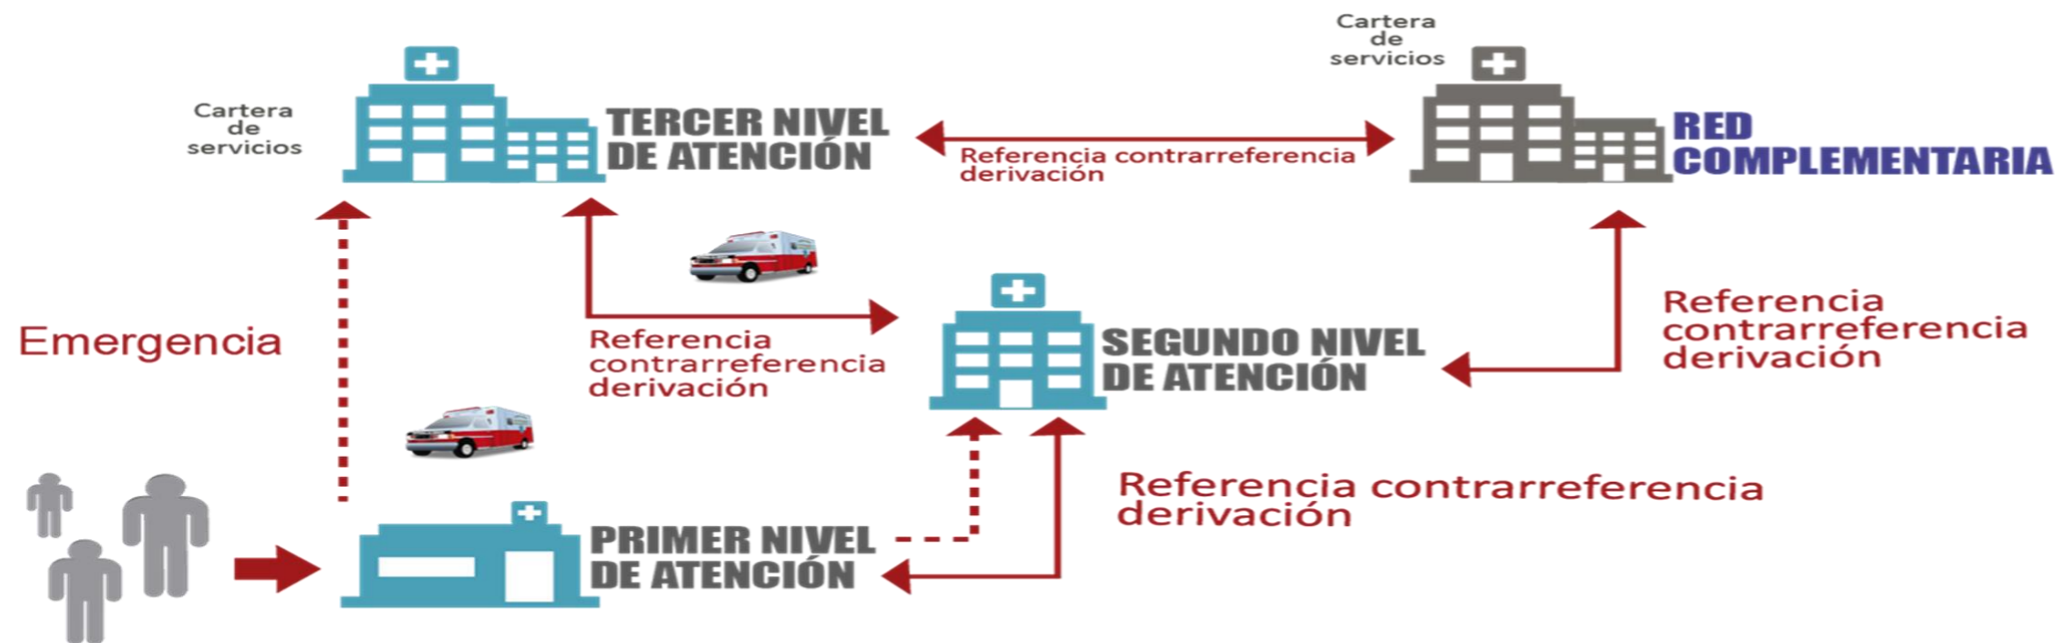 Cartera
de
servicios
Cartera
de
servicios
TERCER NIVEL
DE ATENCIÓN
Referencia contrarreferencia
derivación
RED
COMPLEMENTARIA
Emergencia
Referencia
contrarreferencia
derivación
SEGUNDO NIVEL
DE ATENCIÓN
Referencia
contrarreferencia
derivación
Referencia contrarreferencia
derivación
PRIMER NIVEL
DE ATENCIÓN